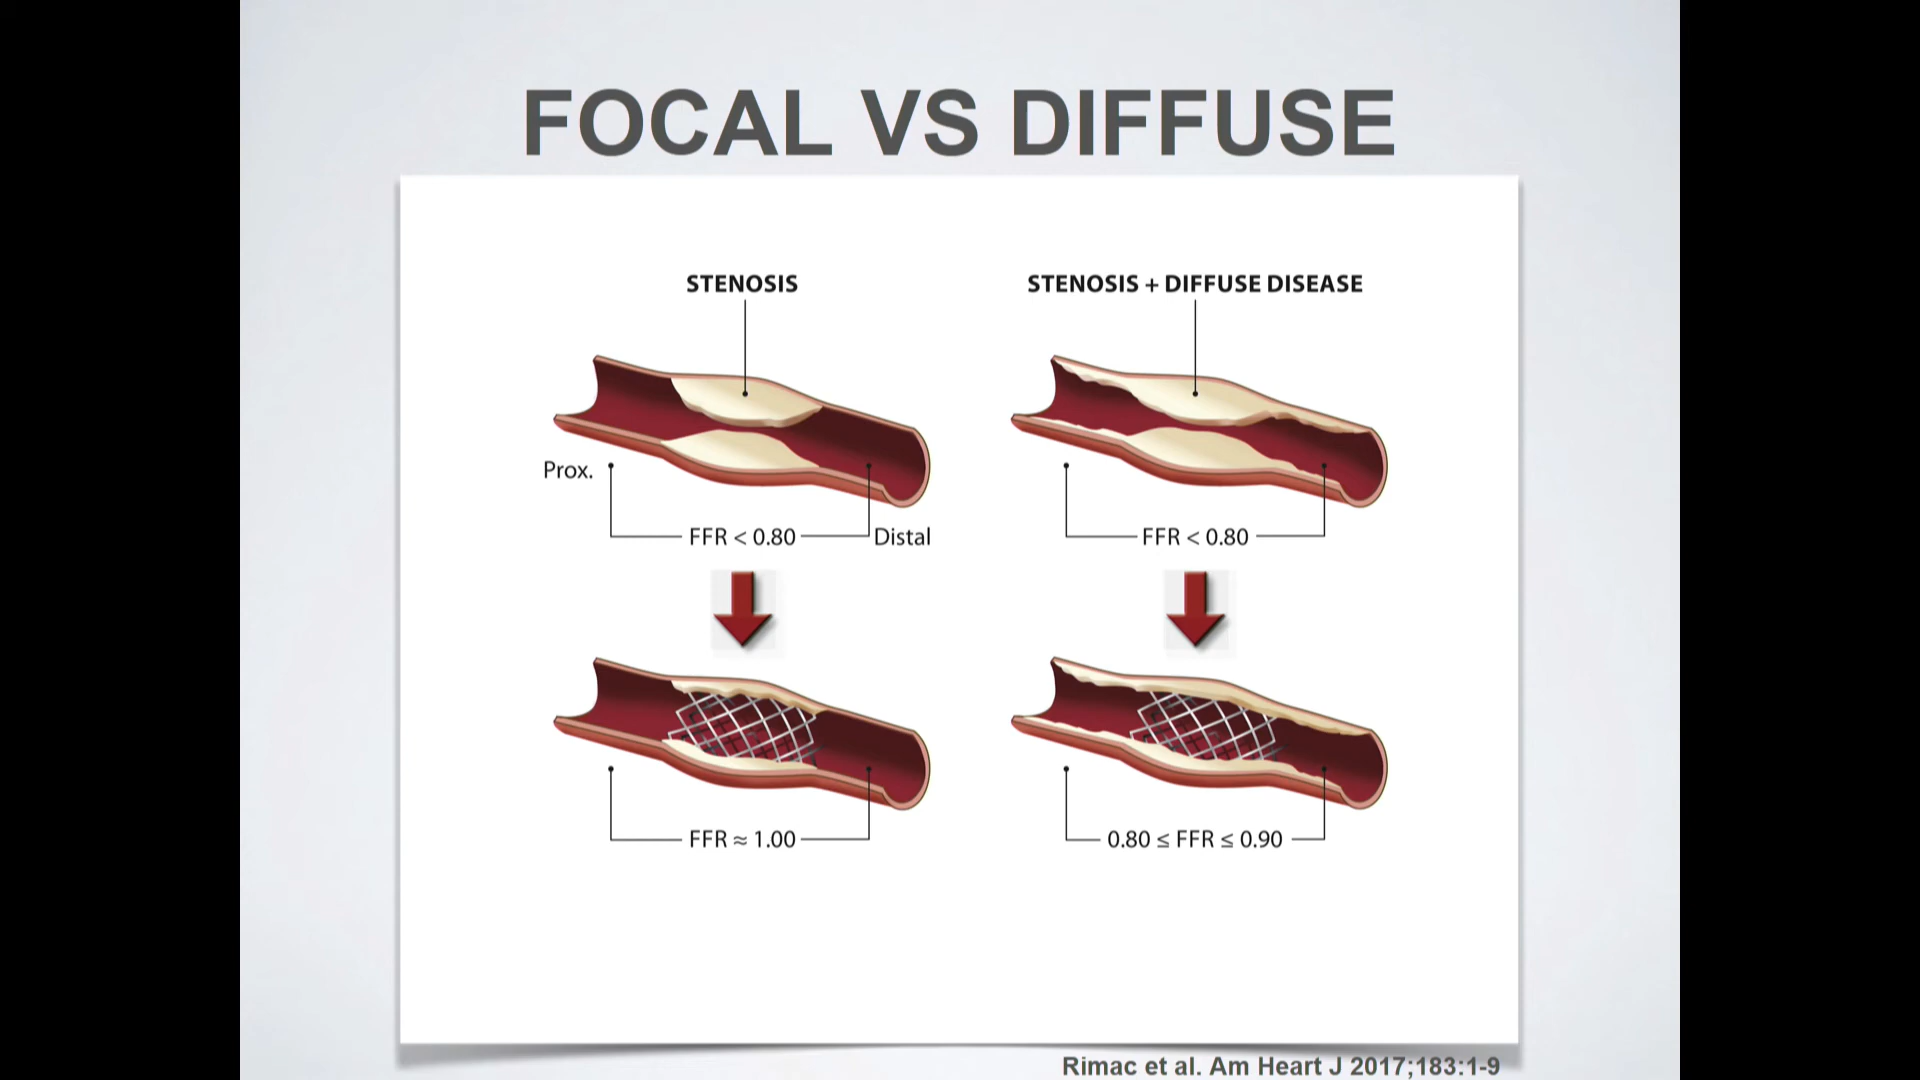 FOCAL VS DIFFUSE
STENOSIS
STENOSIS + DIFFUSE DISEASE
Prox.
FFR < 0.80
Distal
FFR < 0.80
FFR ≈ 1.00
0.80 ≤ FFR ≤ 0.90
Rimac et al. Am Heart J 2017;183:1-9